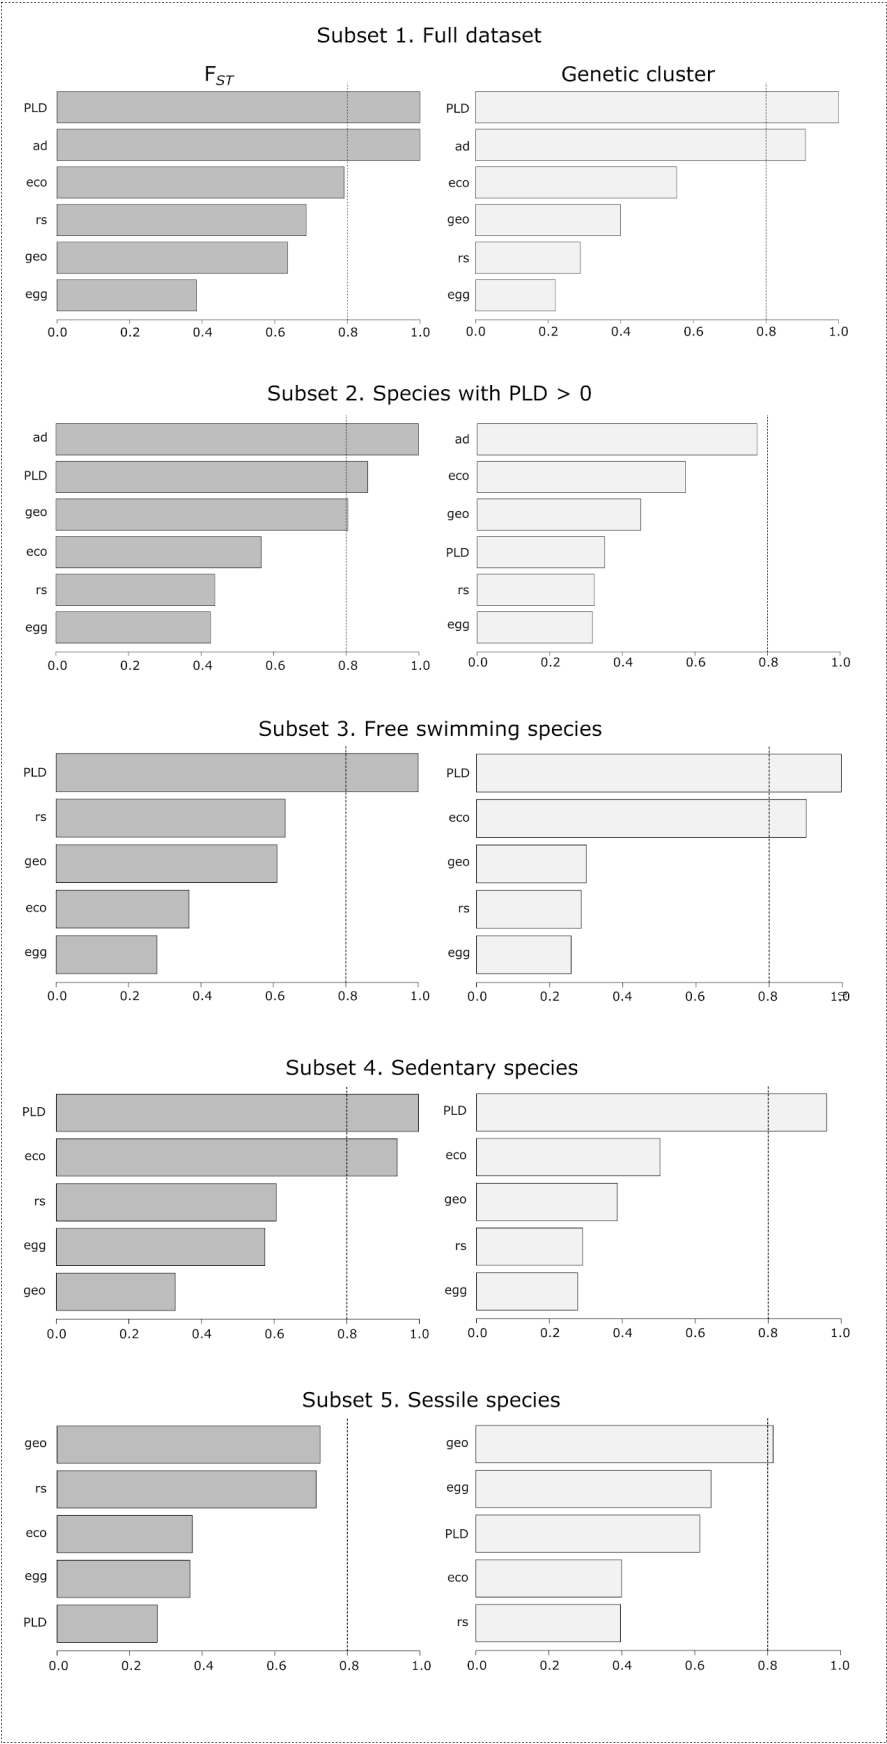 Subset 1. Full dataset
FST Genetic cluster
PLD PLD
ad ad
eco eco
rs geo
geo rs
egg egg
0.0 0.2 0.4 0.6 0.8 1.0 0.0 0.2 0.4 0.6 0.8 1.0
Subset 2. Species with PLD > 0
ad ad
PLD eco
geo geo
eco PLD
rs rs
egg egg
0.0 0.2 0.4 0.6 0.8 1.0 0.0 0.2 0.4 0.6 0.8 1.0
Subset 3. Free swimming species
PLD PLD
rs eco
geo geo
eco rs
egg egg
0.0 0.2 0.4 0.6 0.8 1.0 0.0 0.2 0.4 0.6 0.8 1.0
Subset 4. Sedentary species
PLD PLD
eco eco
rs geo
egg rs
geo egg
0.0 0.2 0.4 0.6 0.8 1.0 0.0 0.2 0.4 0.6 0.8 1.0
Subset 5. Sessile species
geo geo
rs egg
eco PLD
egg eco
PLD rs
0.0 0.2 0.4 0.6 0.8 1.0 0.0 0.2 0.4 0.6 0.8 1.0